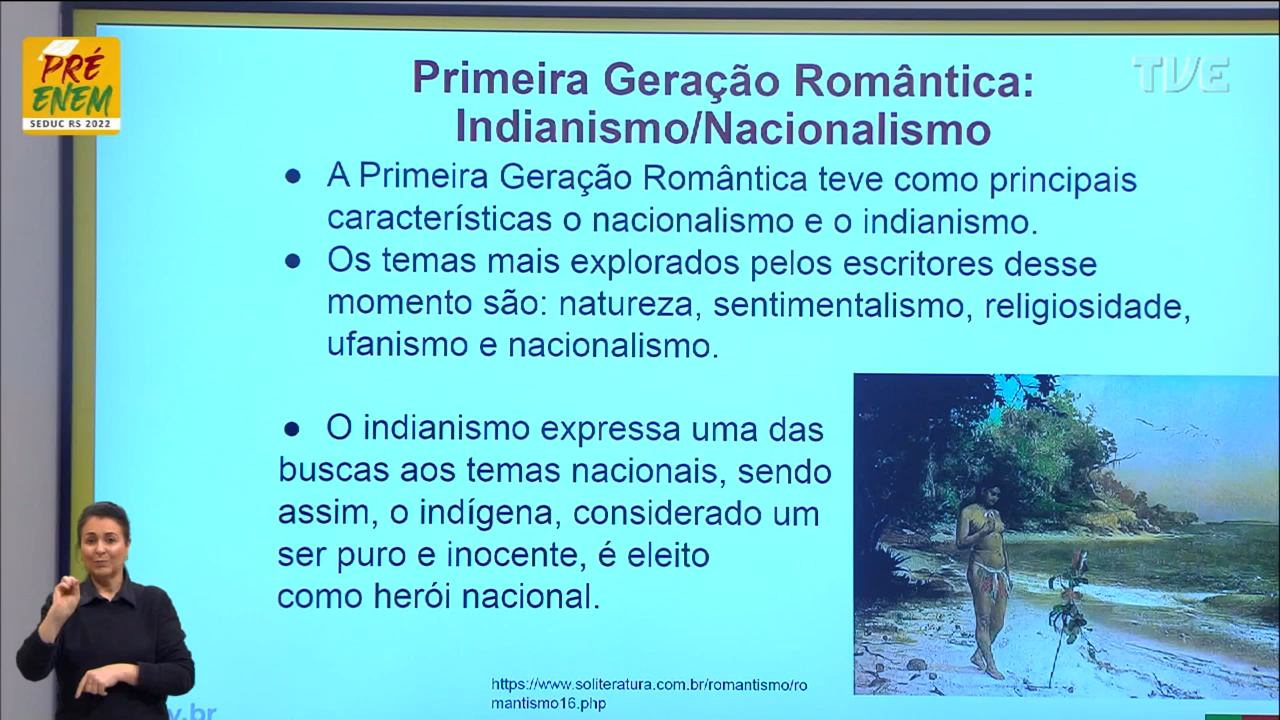 PRÉ
ENEM
SEDUC RS 2022
TVE
Primeira Geração Romântica:
Indianismo/Nacionalismo
● A Primeira Geração Romântica teve como principais
características o nacionalismo e o indianismo.
● Os temas mais explorados pelos escritores desse
momento são: natureza, sentimentalismo, religiosidade,
ufanismo e nacionalismo.
● O indianismo expressa uma das
buscas aos temas nacionais, sendo
assim, o indígena, considerado um
ser puro e inocente, é eleito
como herói nacional.
https://www.soliteratura.com.br/romantismo/ro
mantismo16.php
v.br